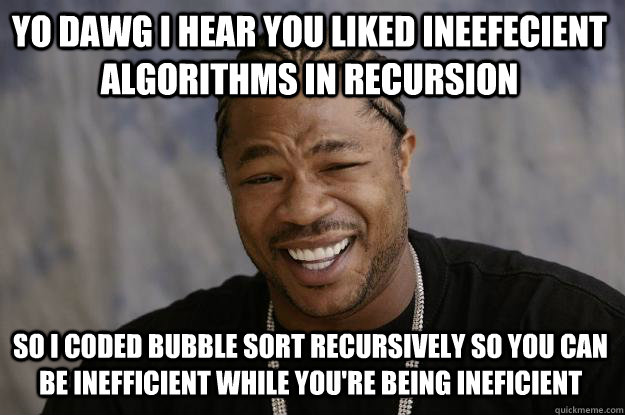 YO DAWG I HEAR YOU LIKED INEEFECIENT
ALGORITHMS IN RECURSION
SO I CODED BUBBLE SORT RECURSIVELY SO YOU CAN
BE INEFFICIENT WHILE YOU'RE BEING INEFICIENT
quickmeme.com